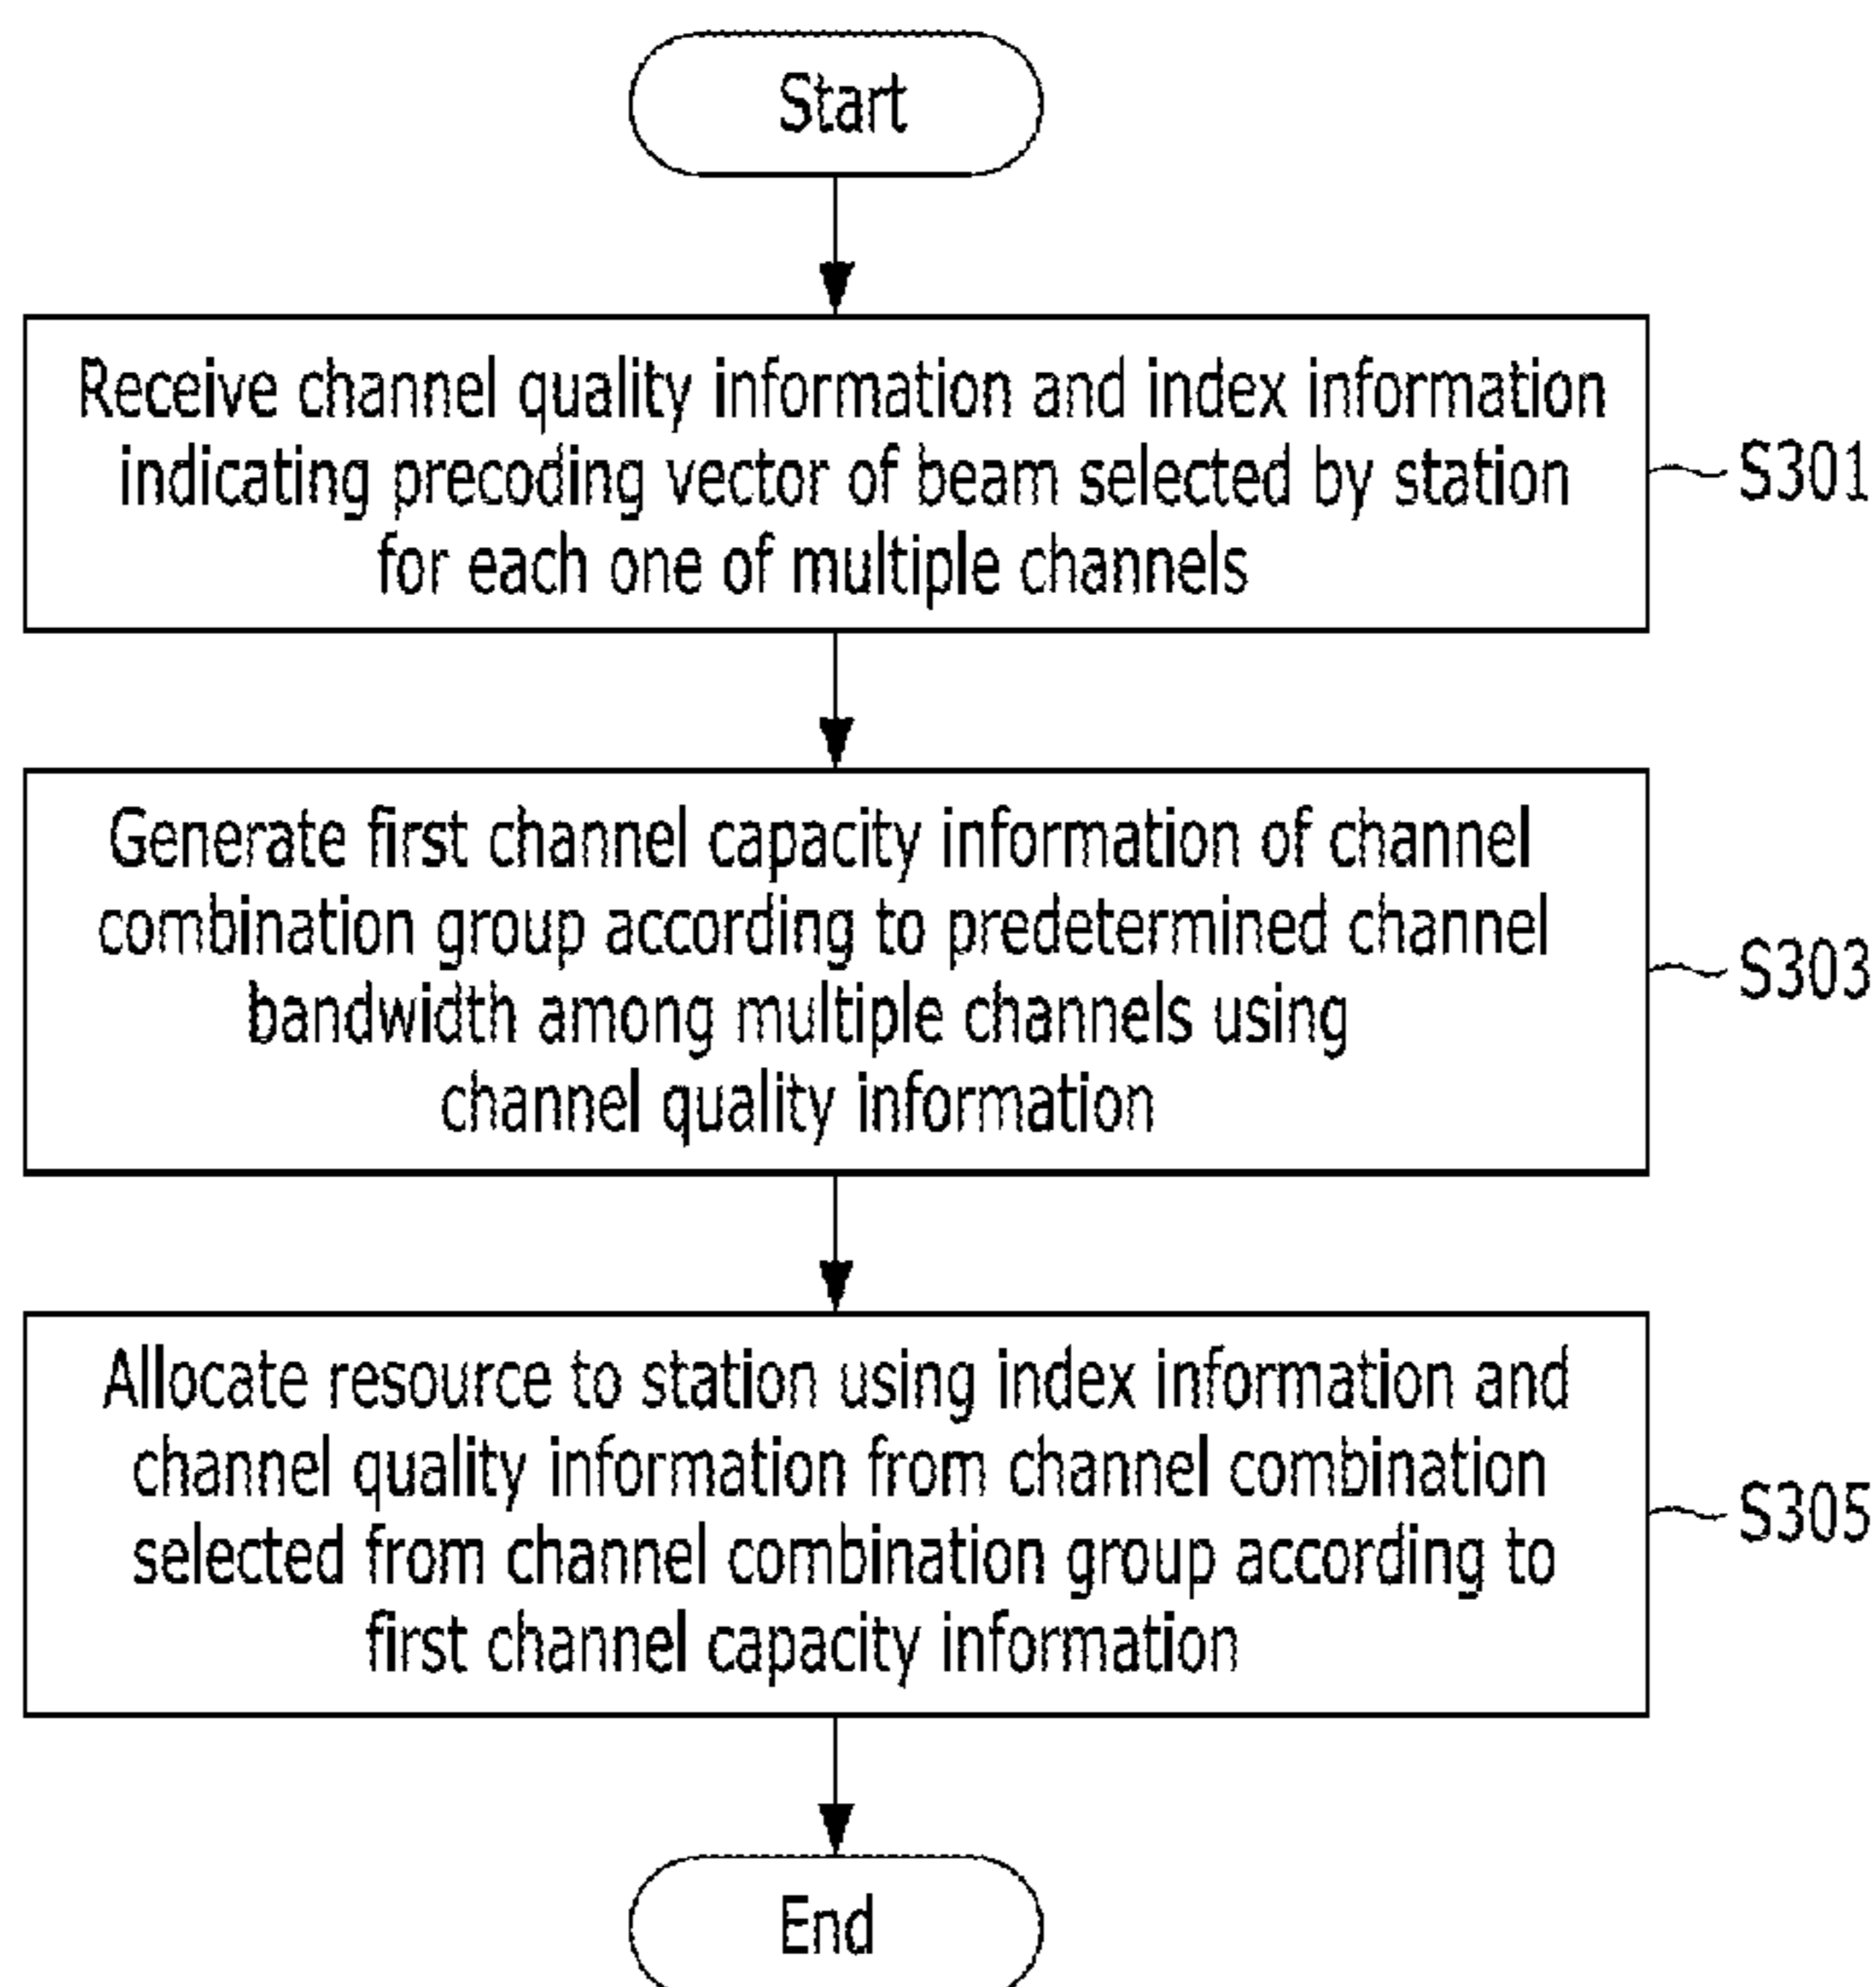 Start
Receive channel quality information and index information
indicating precoding vector of beam selected by station
for each one of multiple channels
S301
Generate first channel capacity information of channel
combination group according to predetermined channel
bandwidth among multiple channels using
channel quality information
S303
Allocate resource to station using index information and
channel quality information from channel combination
selected from channel combination group according to
first channel capacity information
S305
End